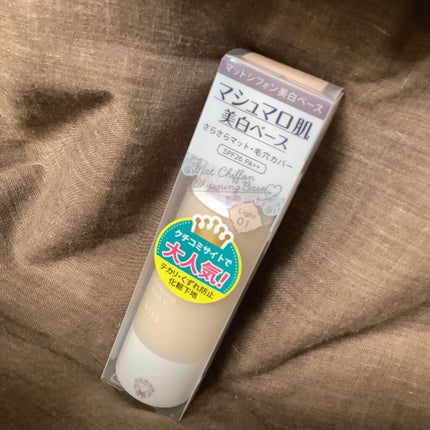 マットシフォン美白ベース
マシュマロ肌
美白ベース
さらさらマット・毛穴カバー
SPF26 PA++
Mat Chiffon
Whitening Base
Light
01
クチコミサイトで
大人気!
テカリ・くずれ防止
化粧下地